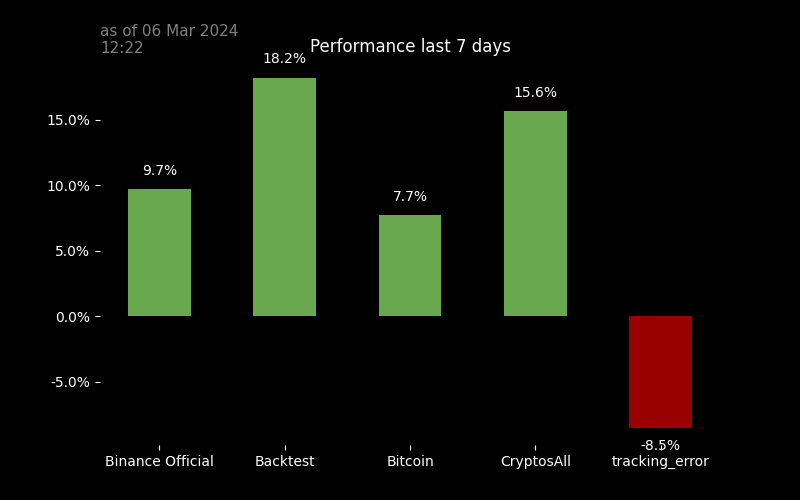 as of 06 Mar 2024
12:22
Performance last 7 days
18.2%
15.6%
9.7%
7.7%
-8.5%
15.0%
10.0%
5.0%
0.0%
-5.0%
Binance Official
Backtest
Bitcoin
CryptosAll
tracking_error